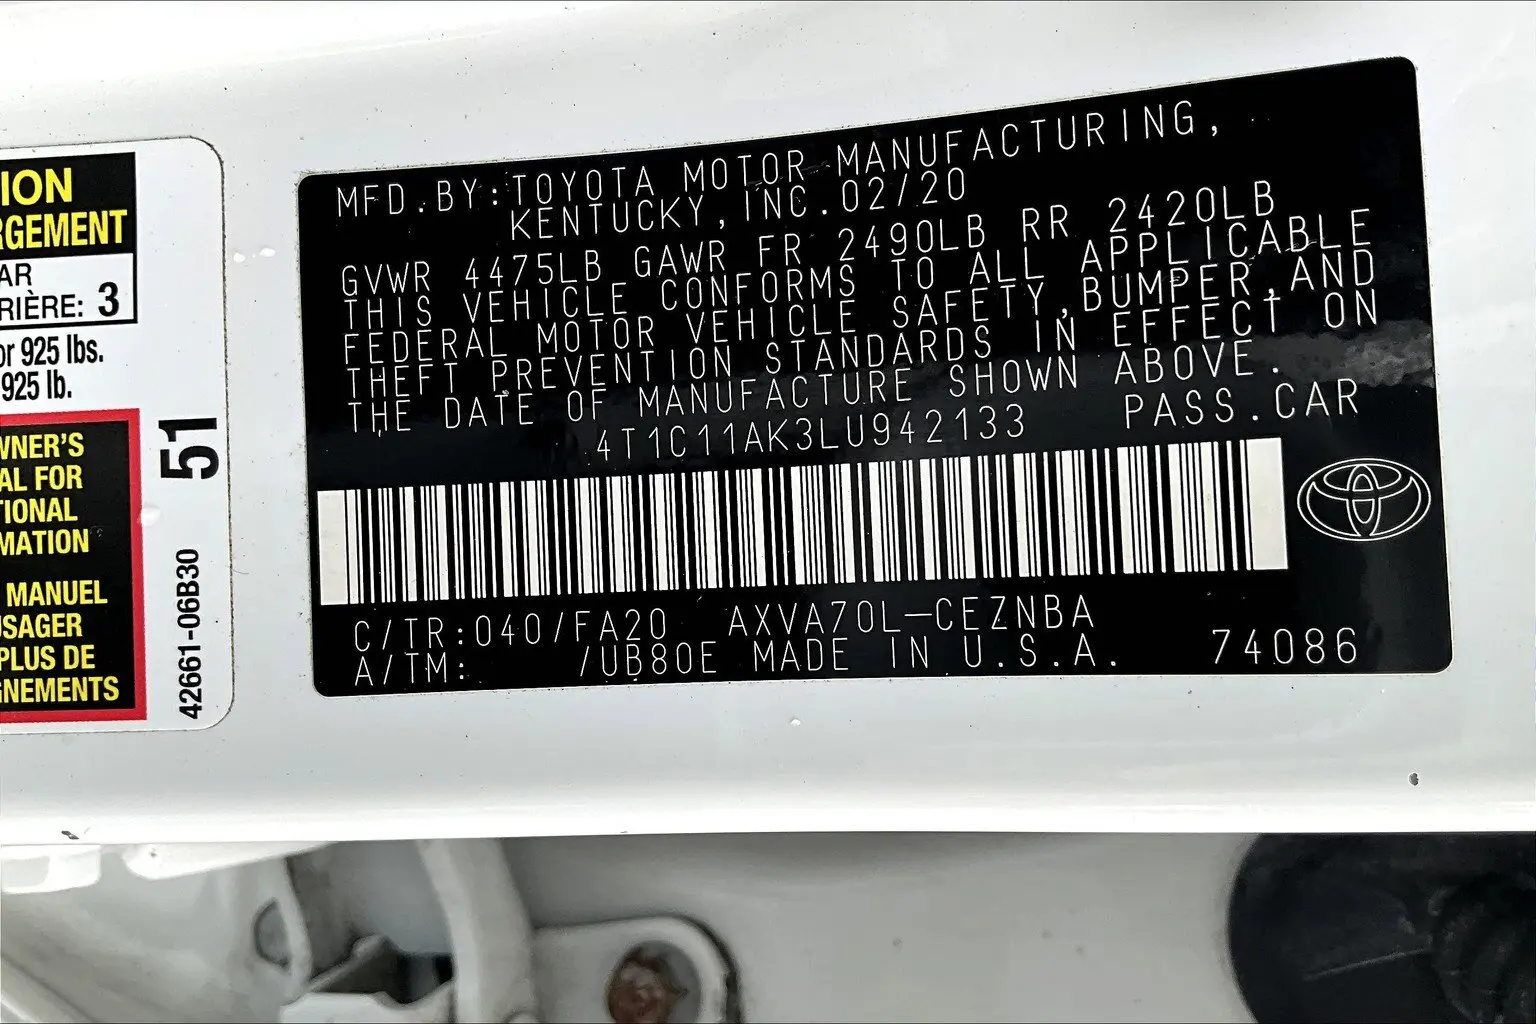 ION
RGEMENT
AR
RIÈRE: 3
or 925 lbs.
925 lb.
WNER'S
AL FOR
TIONAL
MATION
MANUEL
USAGER
PLUS DE
GNEMENTS
51
42661-06B30
MFD.BY:TOYOTA MOTOR MANUFACTURING,
KENTUCKY,INC.02/20
GVWR 4475LB GAWR FR 2490LB RR 2420LB
THIS VEHICLE CONFORMS TO ALL APPLICABLE
FEDERAL MOTOR VEHICLE SAFETY,BUMPER,AND
THEFT PREVENTION STANDARDS IN EFFECT ON
THE DATE OF MANUFACTURE SHOWN ABOVE.
4T1C11AK3LU942133 PASS.CAR
C/TR:040/FA20 AXVA70L-CEZNBA
A/TM: /UB80E MADE IN U.S.A. 74086